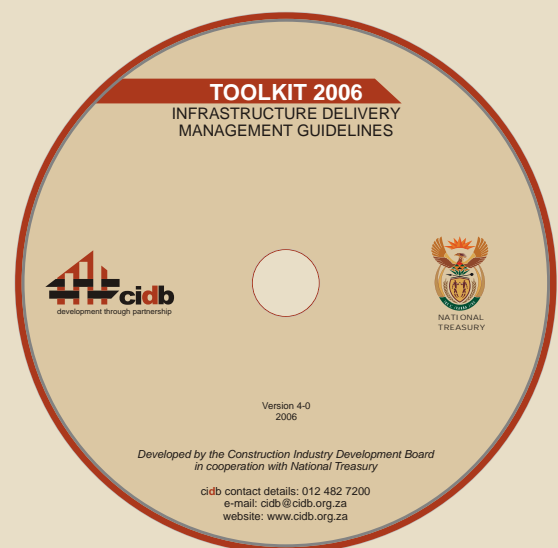 TOOLKIT 2006
INFRASTRUCTURE DELIVERY
MANAGEMENT GUIDELINES
cidb
development through partnership
NATIONAL
TREASURY
Version 4-0
2006
Developed by the Construction Industry Development Board
in cooperation with National Treasury
cidb contact details: 012 482 7200
e-mail: cidb@cidb.org.za
website: www.cidb.org.za